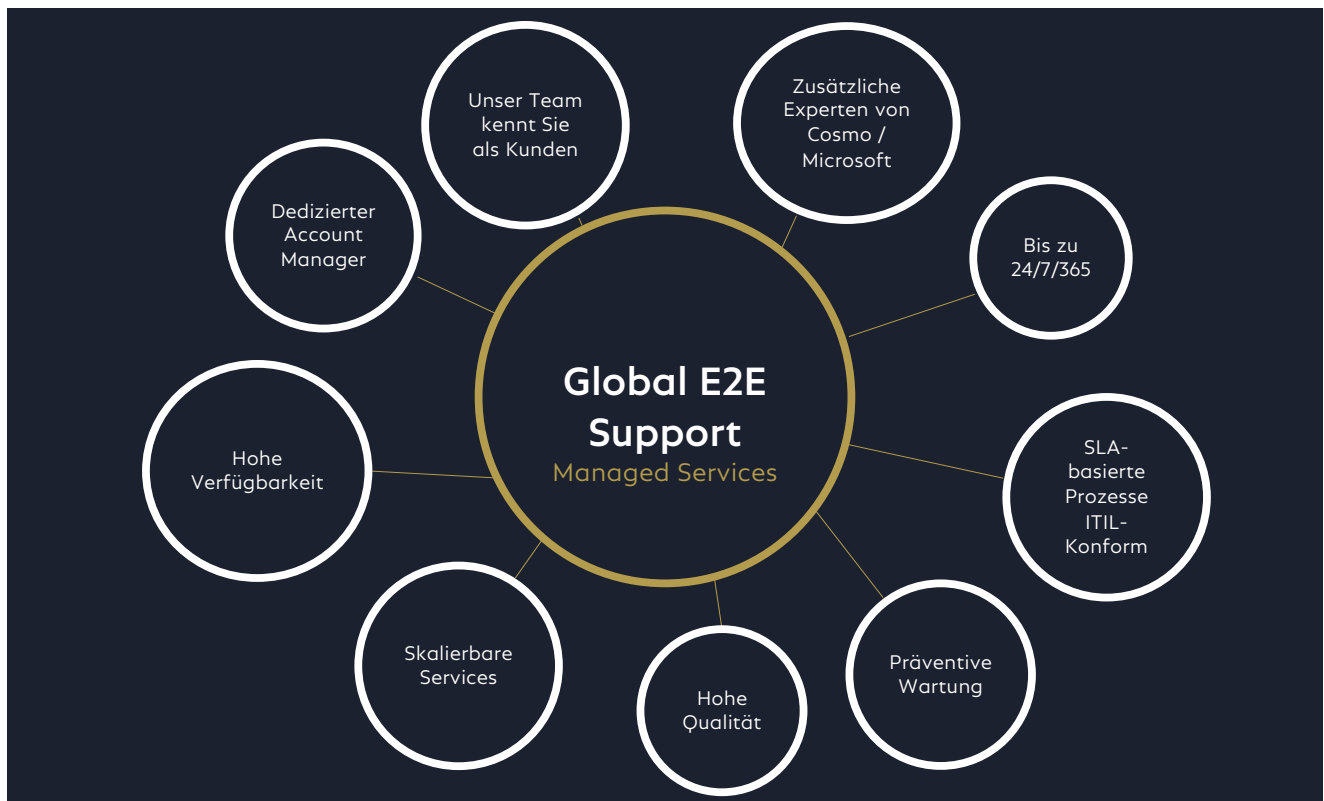 Unser Team
kennt Sie
als Kunden
Zusätzliche
Experten von
Cosmo /
Microsoft
Dedizierter
Account
Manager
Bis zu
24/7/365
Global E2E
Support
Managed Services
Hohe
Verfügbarkeit
SLA-
basierte
Prozesse
ITIL-
Konform
Skalierbare
Services
Hohe
Qualität
Präventive
Wartung